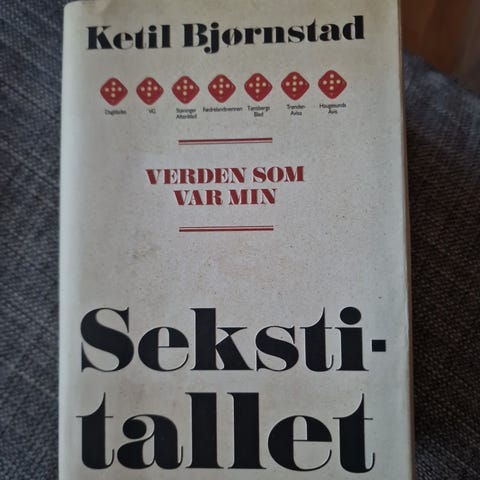 Ketil Bjørnstad
Dagbladet VG Stavanger Fædrelandsvennen Tønsbergs Trønder- Haugesunds
Aftenblad Blad Avisa Avis
VERDEN SOM
VAR MIN
Seksti-
tallet